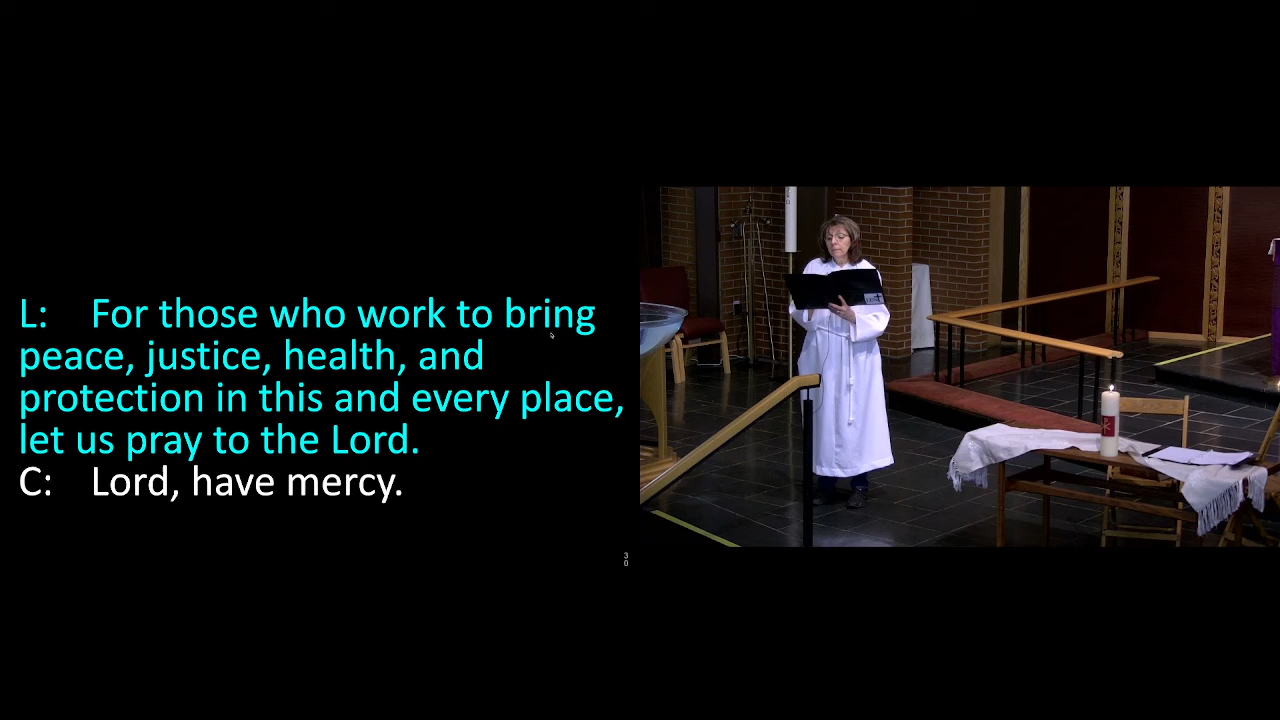 L: For those who work to bring
peace, justice, health, and
protection in this and every place,
let us pray to the Lord.
C: Lord, have mercy.
30